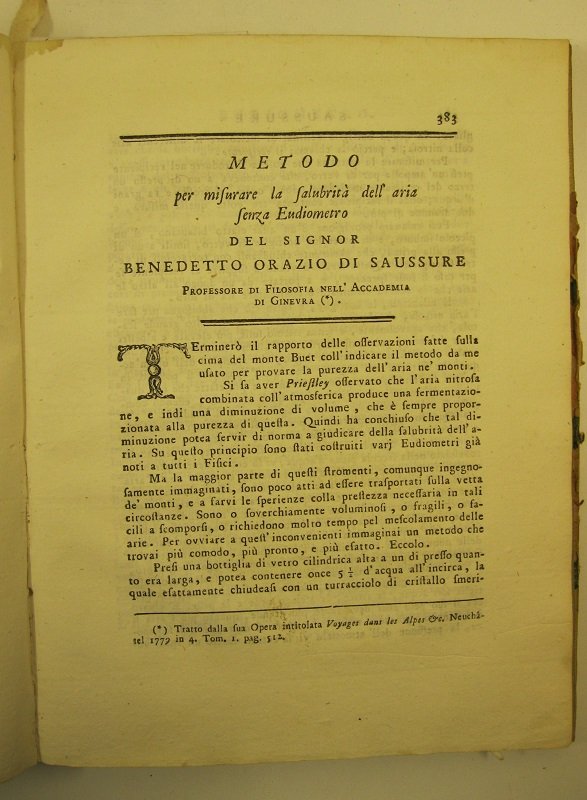 383
METODO
per miſurare la ſalubrità dell' aria
ſenza Eudiometro
DEL SIGNOR
BENEDETTO ORAZIO DI SAUSSURE
PROFESSORE DI FILOSOFIA NELL' ACCADEMIA
DI GINEVRA (*).
TErminerò il rapporto delle oſſervazioni fatte ſulla
cima del monte Buet coll' indicare il metodo da me
uſato per provare la purezza dell' aria ne' monti.
Si ſa aver Prieſtley oſſervato che l'aria nitroſa
combinata coll' atmosferica produce una fermentazio-
ne, e indi una diminuzione di volume, che è ſempre propor-
zionata alla purezza di queſta. Quindi ha conchiuſo che tal di-
minuzione potea ſervir di norma a giudicare della ſalubrità dell' a-
ria. Su queſto principio ſono ſtati coſtruiti varj Eudiometri già
noti a tutti i Fiſici.
Ma la maggior parte di queſti ſtromenti, comunque ingegno-
ſamente immaginati, ſono poco atti ad eſſere traſportati ſulla vetta
de' monti, e a farvi le ſperienze colla preſtezza neceſſaria in tali
circoſtanze. Sono o ſoverchiamente voluminoſi, o fragili, o fa-
cili a ſcomporſi, o richiedono molto tempo pel meſcolamento delle
arie. Per ovviare a queſt' inconvenienti immaginai un metodo che
trovai più comodo, più pronto, e più eſatto. Eccolo.
Preſi una bottiglia di vetro cilindrica alta a un di preſſo quan-
to era larga, e potea contenere once 5 ½ d'acqua all' incirca, la
quale eſattamente chiudeaſi con un turracciolo di criſtallo ſmeri-
(*) Tratto dalla ſua Opera intitolata Voyages dans les Alpes &c. Neuchâ-
tel 1779 in 4. Tom. 1. pag. 512.